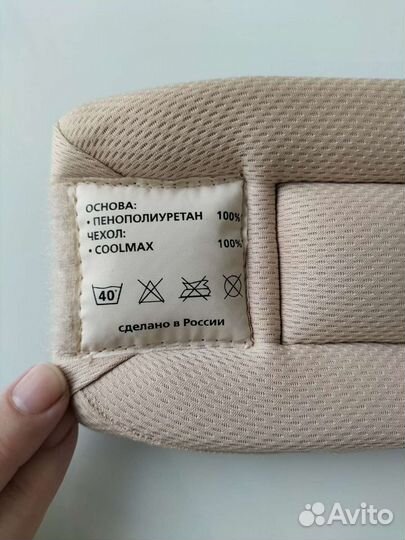 ОСНОВА:
• ПЕНОПОЛИУРЕТАН 100%
ЧЕХОЛ:
• COOLMAX 100%
40°
сделано в России
Avito